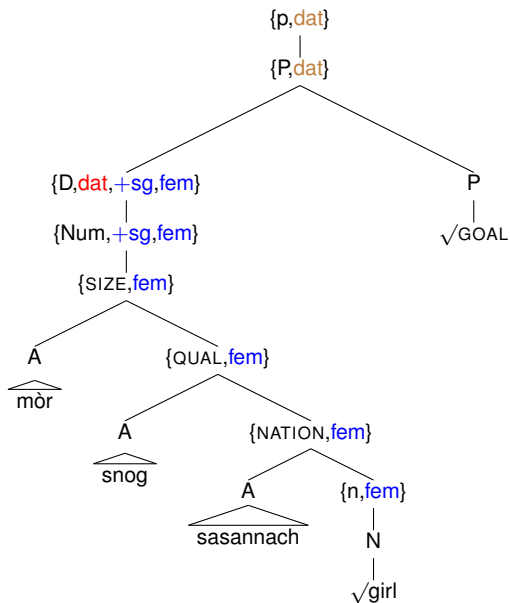 {p,dat}
{P,dat}
{D,dat,+sg,fem} P
{Num,+sg,fem} √GOAL
{SIZE,fem}
A {QUAL,fem}
mòr
A {NATION,fem}
snog
A {n,fem}
sasannach N
√girl